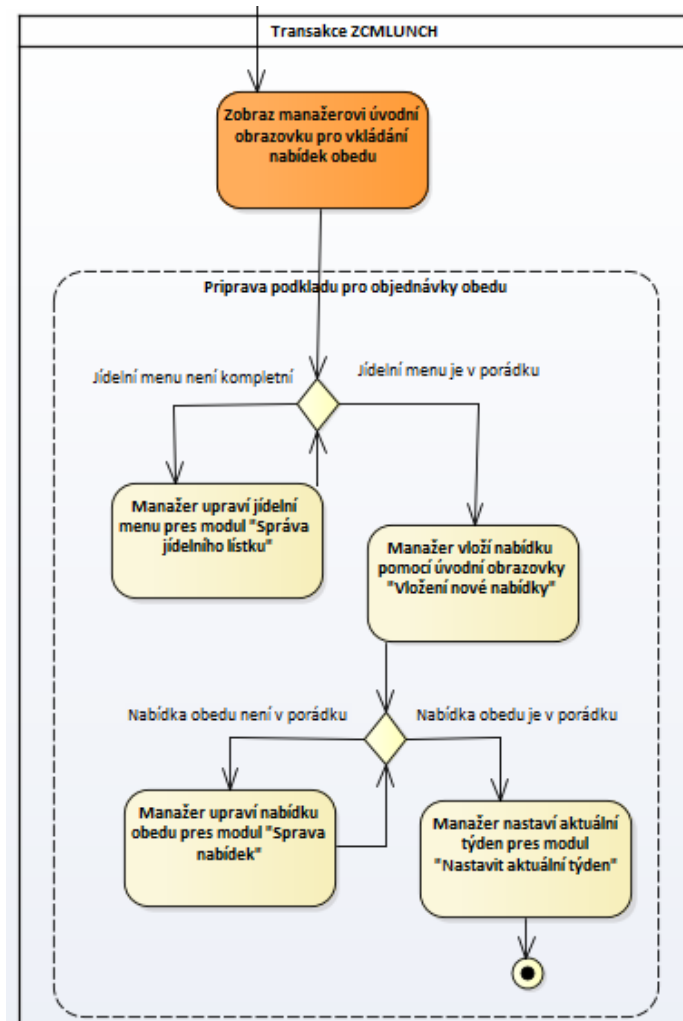 Transakce ZCMLUNCH
Zobraz manažerovi úvodní
obrazovku pro vkládání
nabídek obedu
Priprava podkladu pro objednávky obedu
Jídelní menu není kompletní
Jídelní menu je v porádku
Manažer upraví jídelní
menu pres modul "Správa
jídelního lístku"
Manažer vloží nabídku
pomocí úvodní obrazovky
"Vložení nové nabídky"
Nabídka obedu není v porádku
Nabídka obedu je v porádku
Manažer upraví nabídku
obedu pres modul "Sprava
nabídek"
Manažer nastaví aktuální
týden pres modul
"Nastavit aktuální týden"